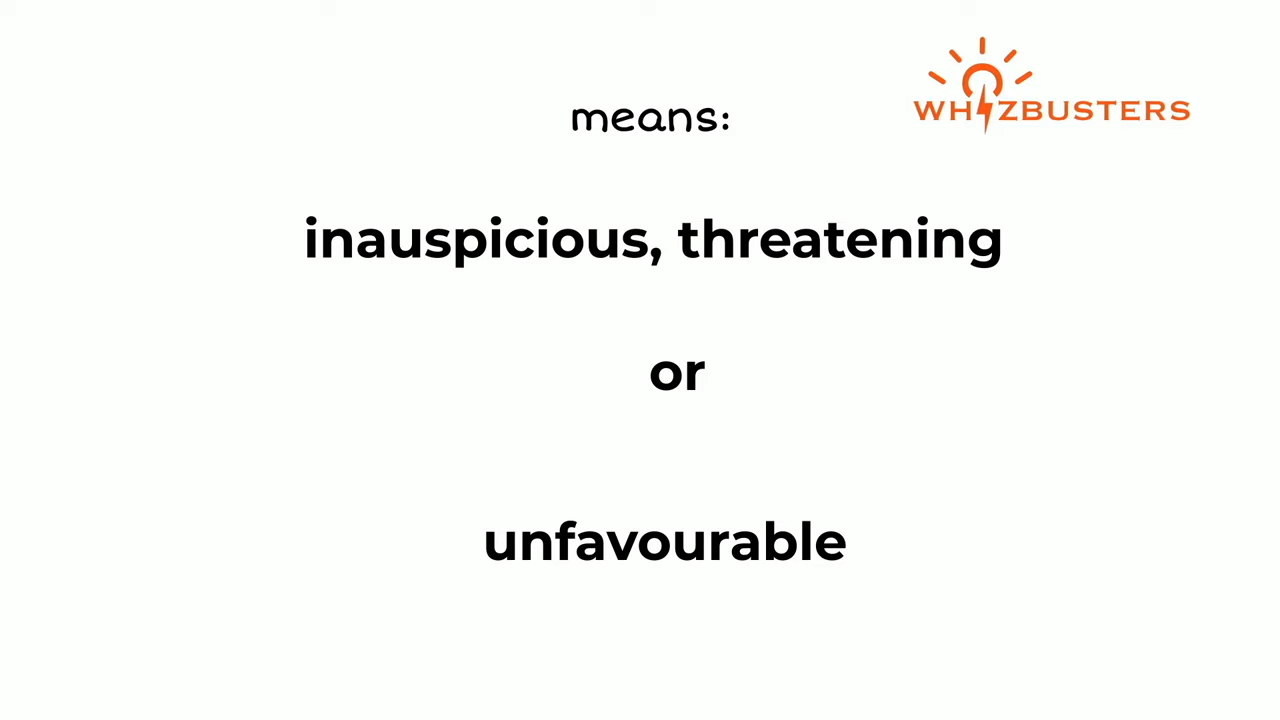 means:
WHIZBUSTERS
inauspicious, threatening
or
unfavourable